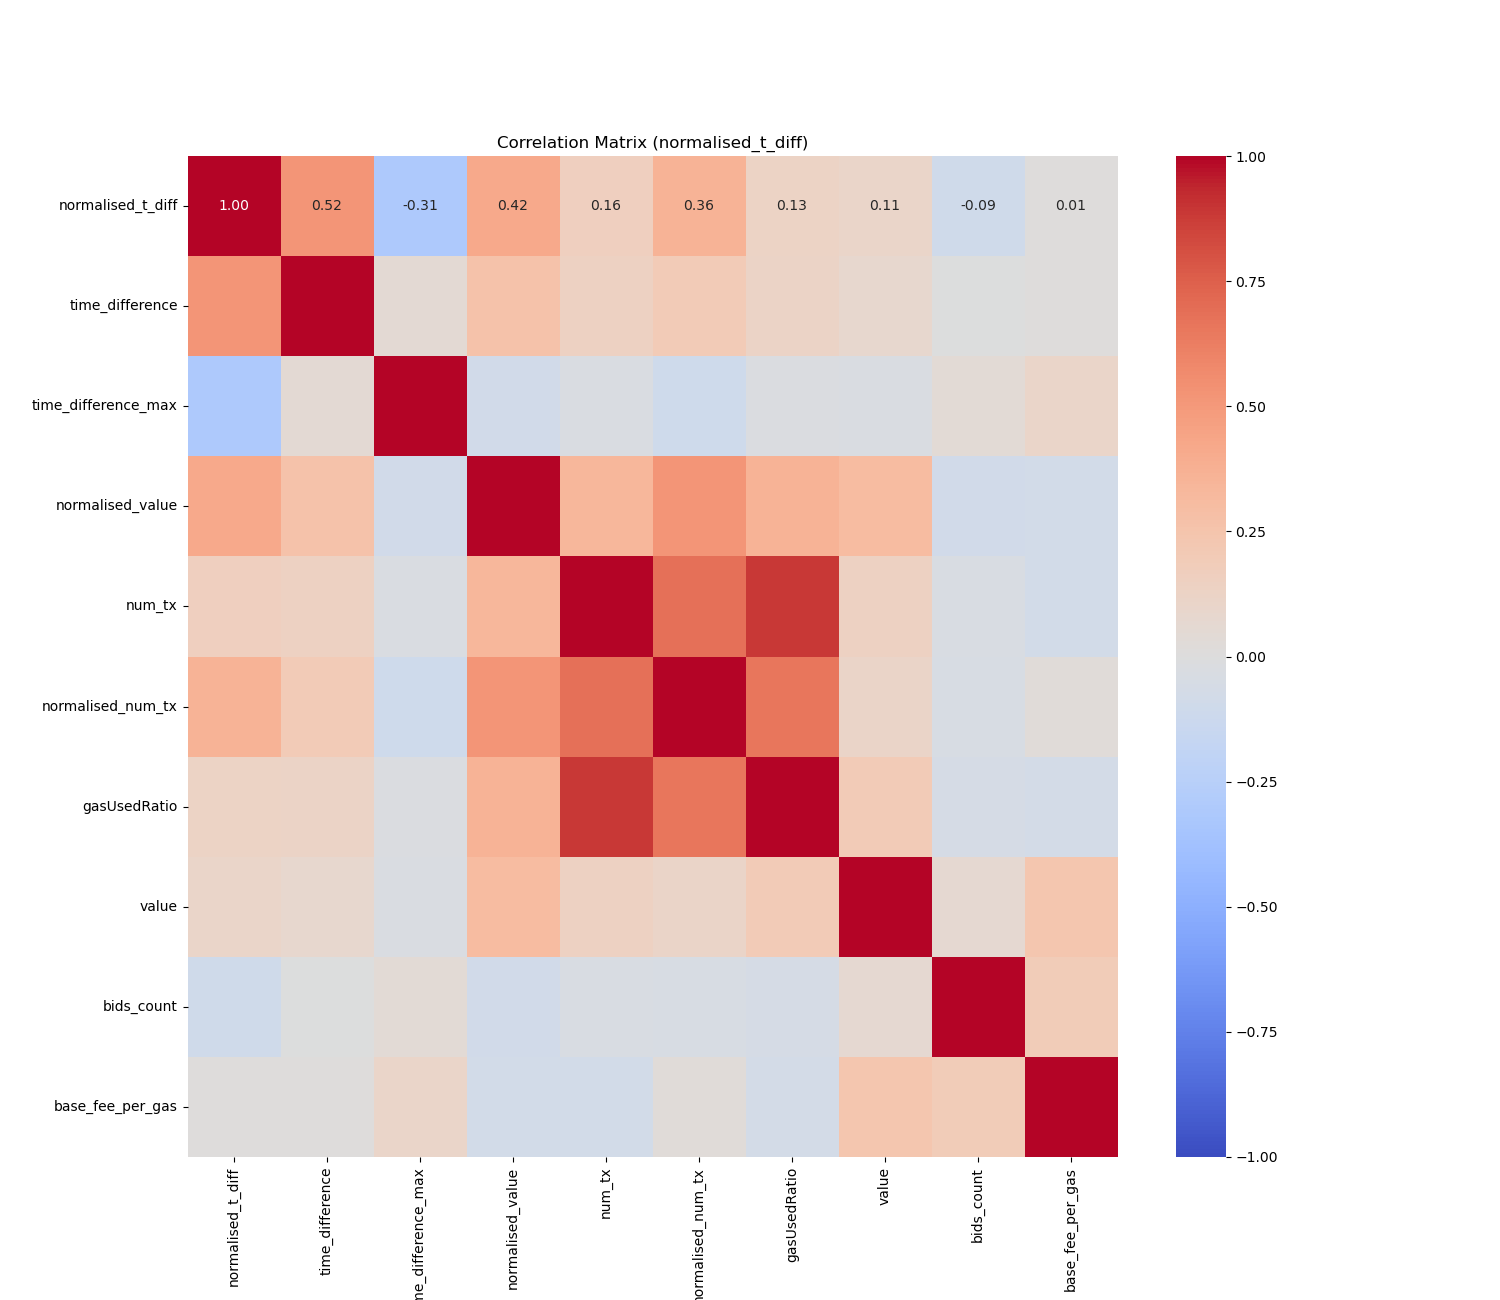 Correlation Matrix (normalised_t_diff)
normalised_t_diff
1.00 0.52 -0.31 0.42 0.16 0.36 0.13 0.11 -0.09 0.01
time_difference
time_difference_max
normalised_value
num_tx
normalised_num_tx
gasUsedRatio
value
bids_count
base_fee_per_gas
normalised_t_diff
time_difference
me_difference_max
normalised_value
num_tx
normalised_num_tx
gasUsedRatio
value
bids_count
base_fee_per_gas
1.00
0.75
0.50
0.25
0.00
−0.25
−0.50
−0.75
−1.00